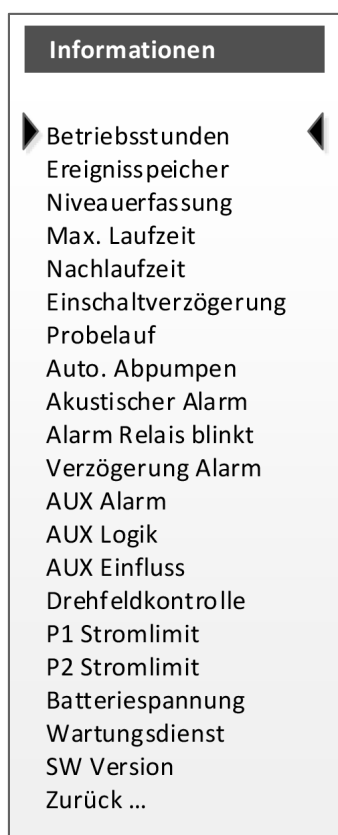 Informationen
Betriebsstunden
Ereignisspeicher
Niveauerfassung
Max. Laufzeit
Nachlaufzeit
Einschaltverzögerung
Probelauf
Auto. Abpumpen
Akustischer Alarm
Alarm Relais blinkt
Verzögerung Alarm
AUX Alarm
AUX Logik
AUX Einfluss
Drehfeldkontrolle
P1 Stromlimit
P2 Stromlimit
Batteriespannung
Wartungsdienst
SW Version
Zurück ...